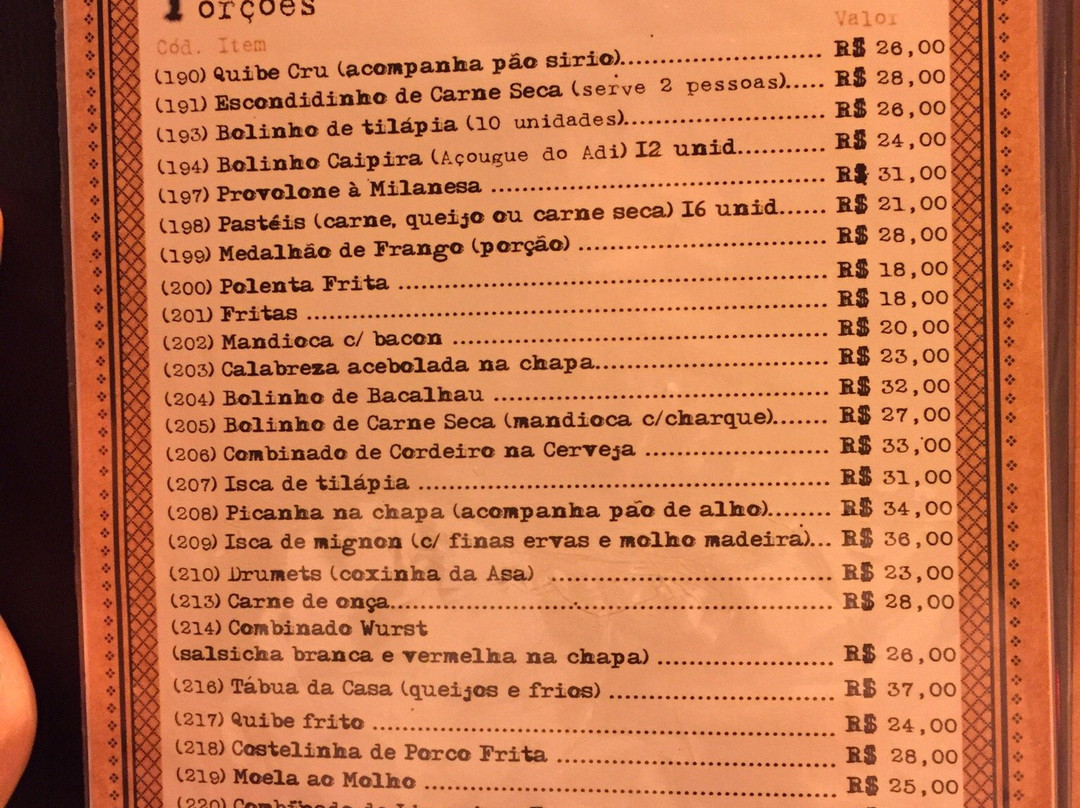 Porções
Valor
Cód. Item
(190) Quibe Cru (acompanha pão sirio)........................ R$ 26,00
(191) Escondidinho de Carne Seca (serve 2 pessoas)..... R$ 28,00
(193) Bolinho de tilápia (10 unidades)........................ R$ 26,00
(194) Bolinho Caipira (Açougue do Adi) I2 unid.......... R$ 24,00
(197) Provolone à Milanesa ........................................ R$ 31,00
(198) Pastéis (carne, queijo ou carne seca) I6 unid...... R$ 21,00
(199) Medalhão de Frango (porção) .............................. R$ 28,00
(200) Polenta Frita .................................................... R$ 18,00
(201) Fritas ................................................................ R$ 18,00
(202) Mandioca c/ bacon .............................................. R$ 20,00
(203) Calabreza acebolada na chapa............................ R$ 23,00
(204) Bolinho de Bacalhau ........................................ R$ 32,00
(205) Bolinho de Carne Seca (mandioca c/charque)....... R$ 27,00
(206) Combinado de Cordeiro na Cerveja ...................... R$ 33,00
(207) Isca de tilápia .................................................. R$ 31,00
(208) Picanha na chapa (acompanha pão de alho)........ R$ 34,00
(209) Isca de mignon (c/ finas ervas e molho madeira)... R$ 36,00
(210) Drumets (coxinha da Asa) .................................. R$ 23,00
(213) Carne de onça...................................................... R$ 28,00
(214) Combinado Wurst
(salsicha branca e vermelha na chapa) ..................... R$ 26,00
(216) Tábua da Casa (queijos e frios) .......................... R$ 37,00
(217) Quibe frito ........................................................ R$ 24,00
(218) Costelinha de Porco Frita .................................. R$ 28,00
(219) Moela ao Molho .................................................. R$ 25,00
(220) Combinado de